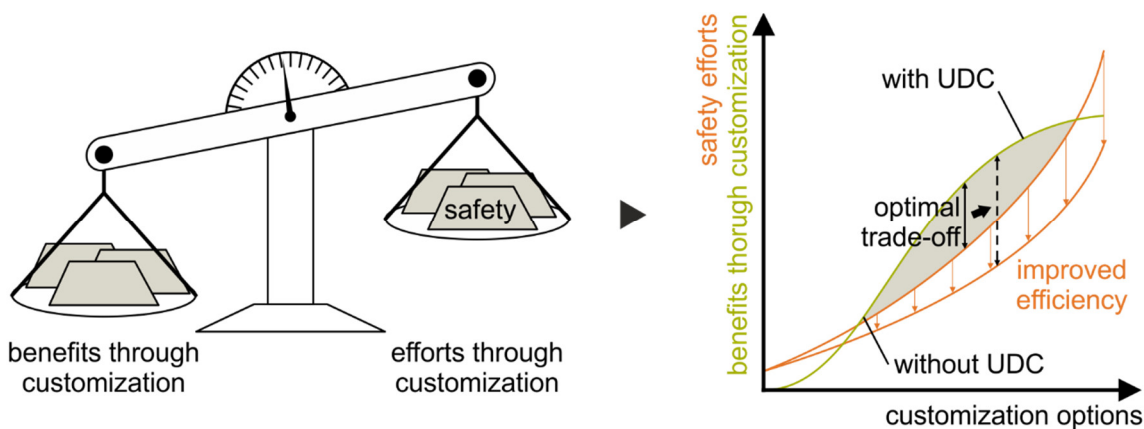 safety
benefits through
customization
efforts through
customization
safety efforts
benefits thorugh customization
with UDC
optimal
trade-off
improved
efficiency
without UDC
customization options